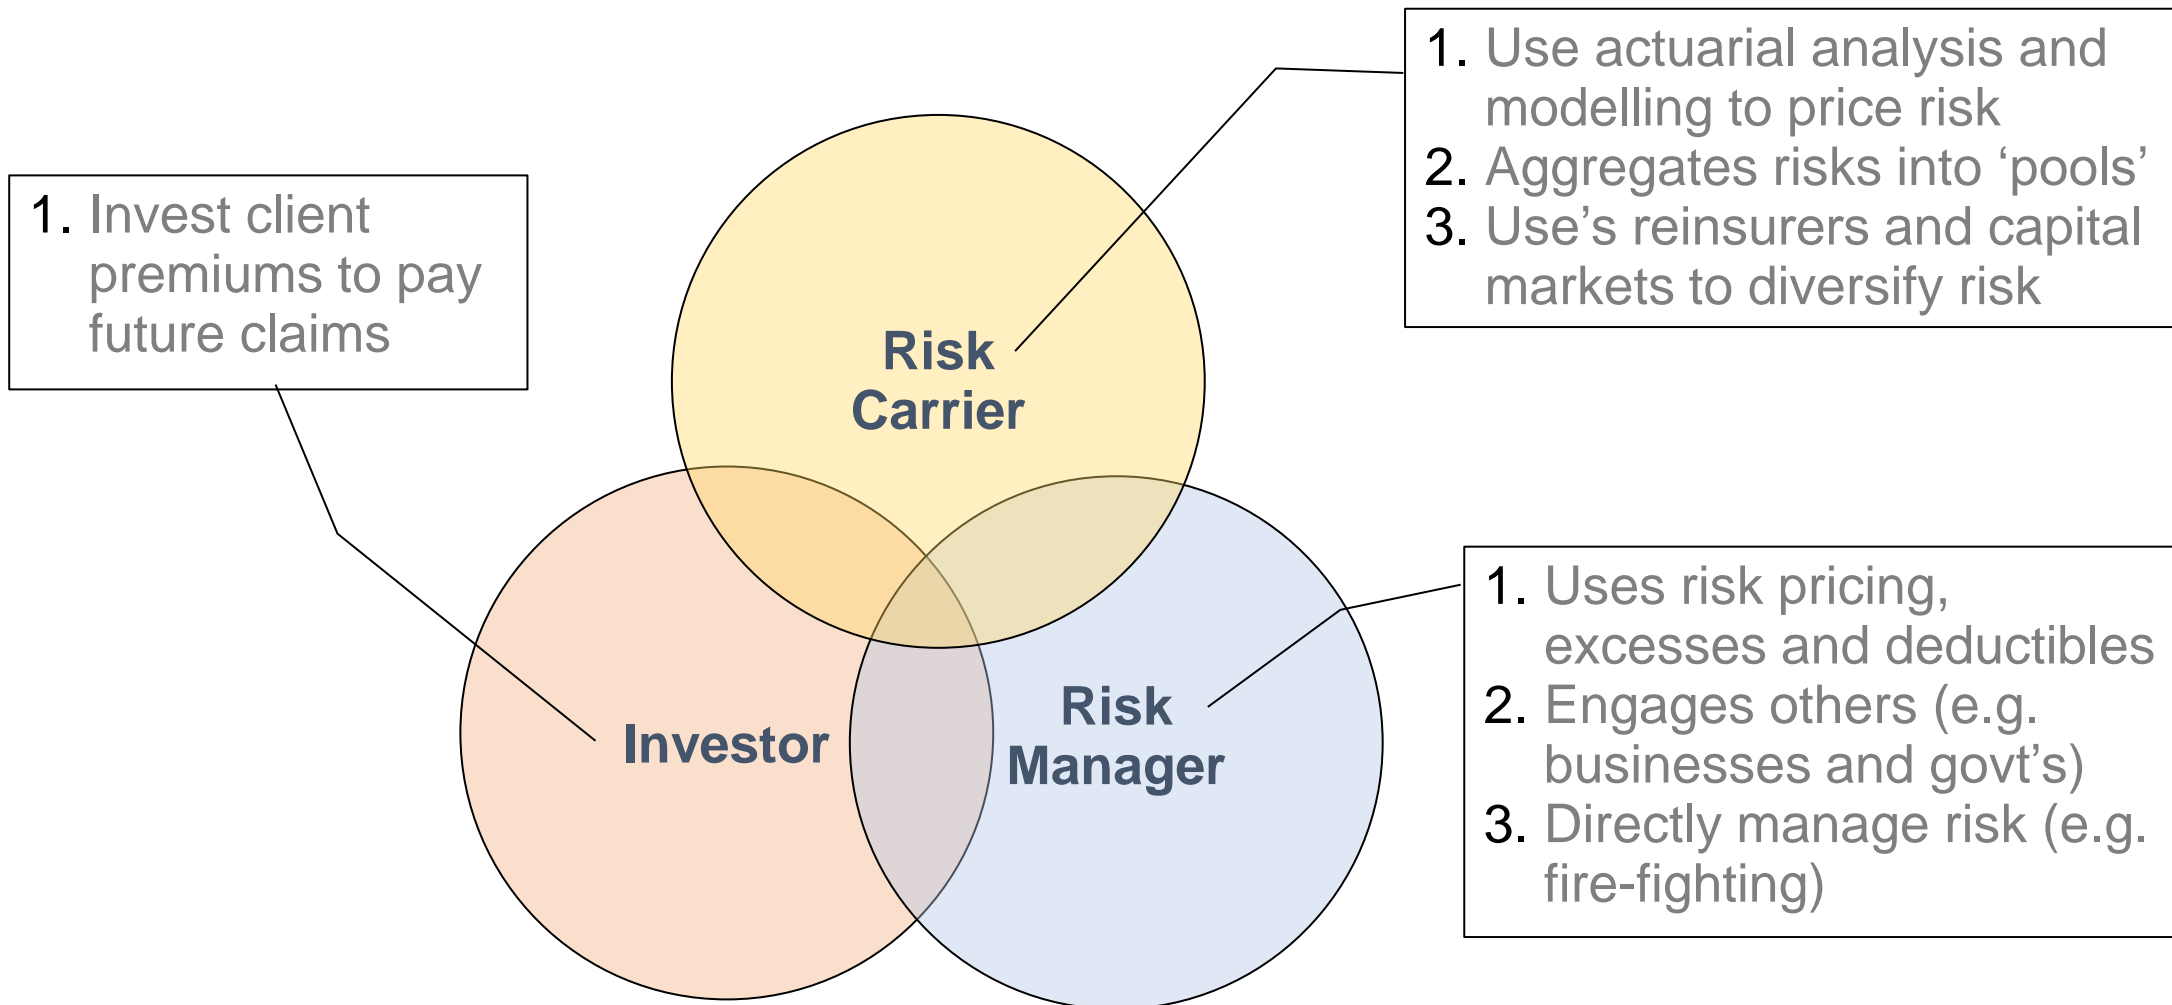 1. Use actuarial analysis and
modelling to price risk
2. Aggregates risks into ‘pools’
3. Use’s reinsurers and capital
markets to diversify risk
1. Invest client
premiums to pay
future claims
Risk
Carrier
Investor
Risk
Manager
1. Uses risk pricing,
excesses and deductibles
2. Engages others (e.g.
businesses and govt’s)
3. Directly manage risk (e.g.
fire-fighting)